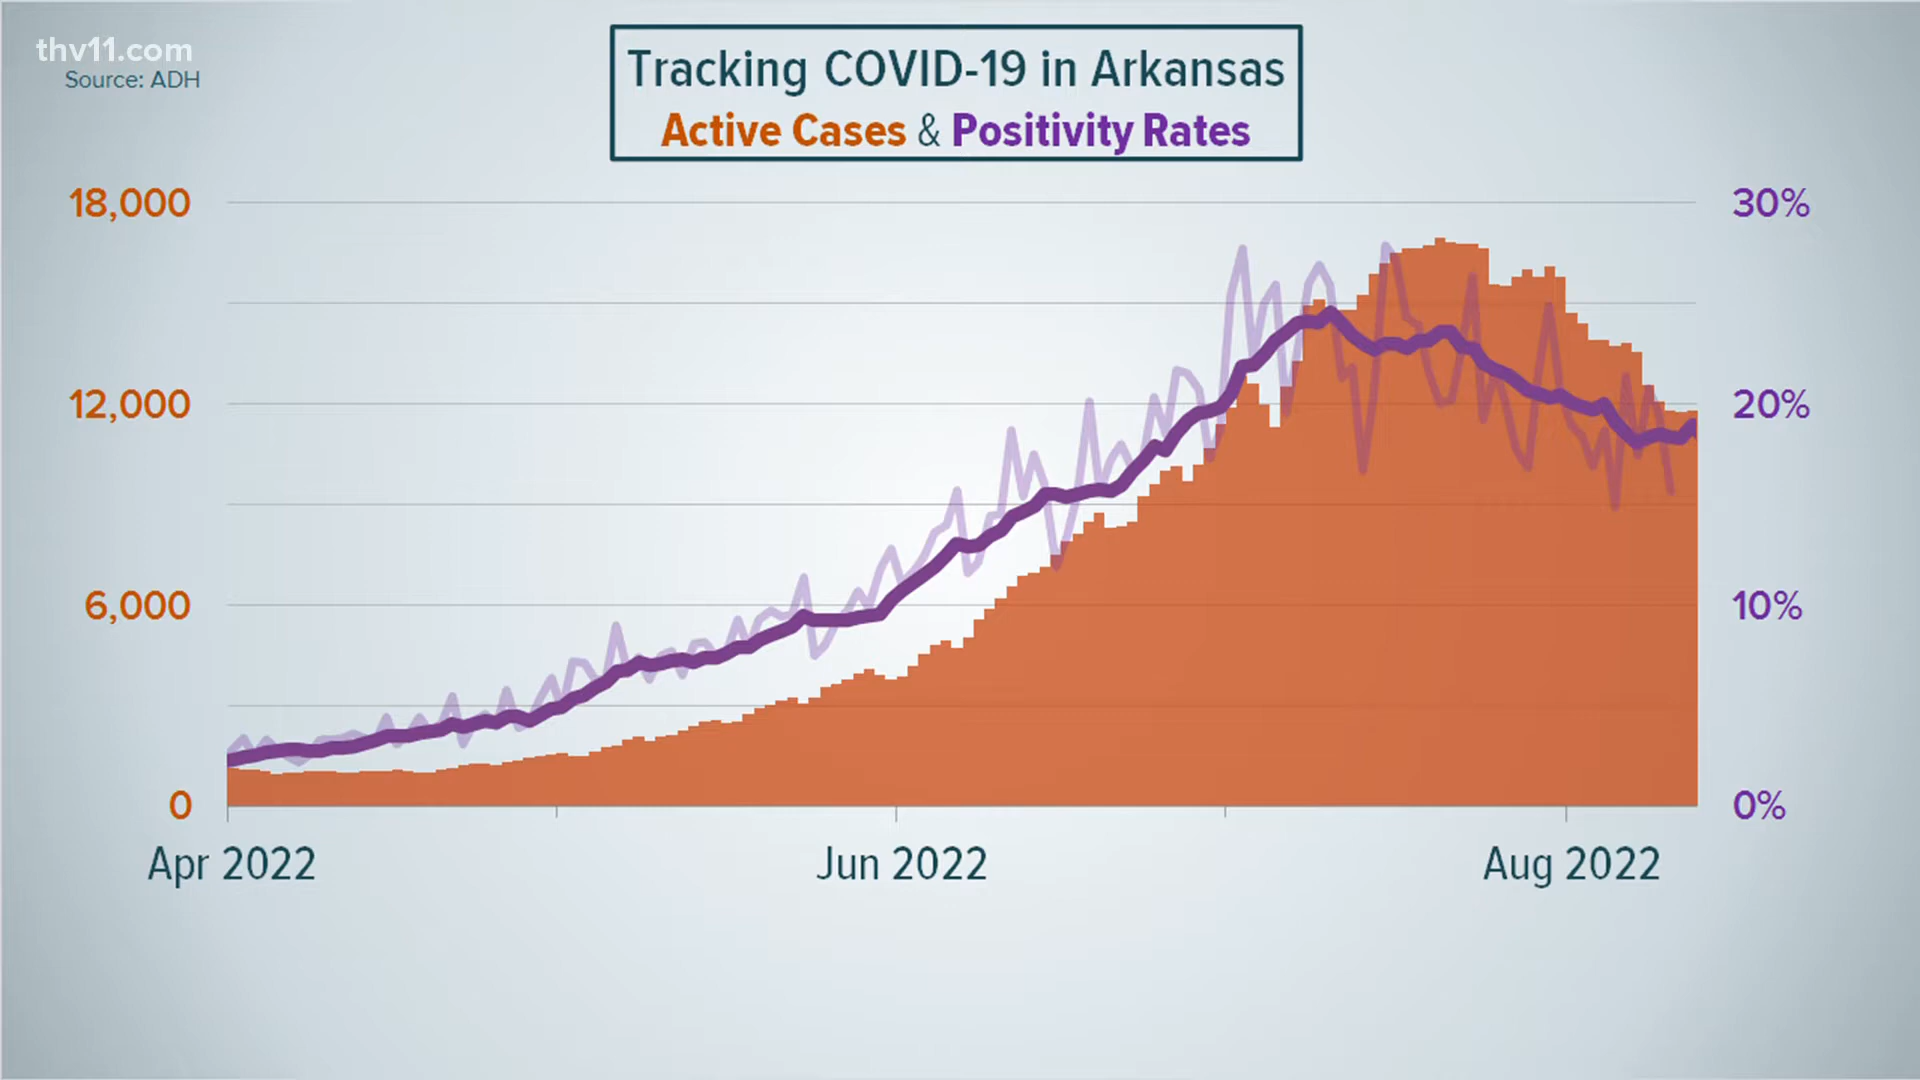 thv11.com
Source: ADH
Tracking COVID-19 in Arkansas
Active Cases & Positivity Rates
18,000
12,000
6,000
0
30%
20%
10%
0%
Apr 2022
Jun 2022
Aug 2022